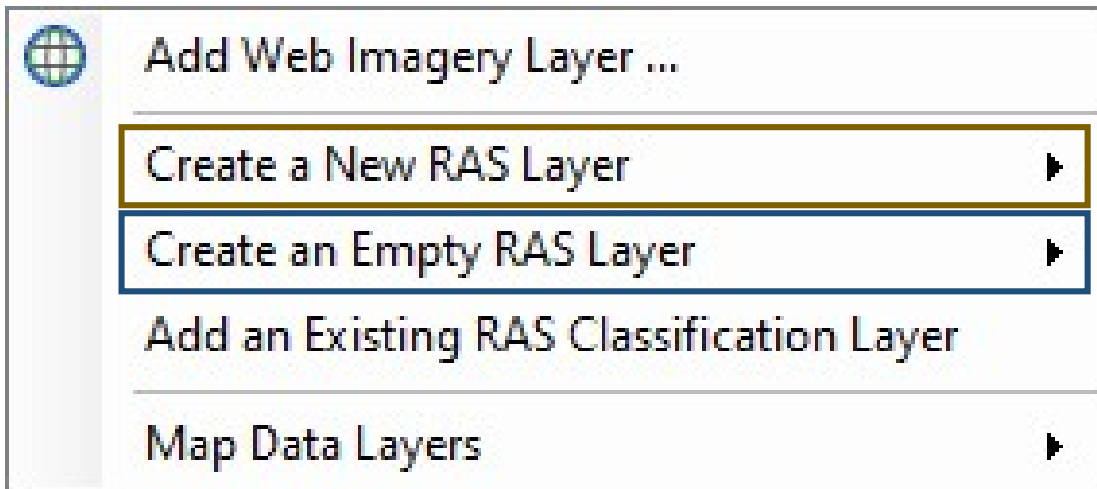 Add Web Imagery Layer ...
Create a New RAS Layer
Create an Empty RAS Layer
Add an Existing RAS Classification Layer
Map Data Layers